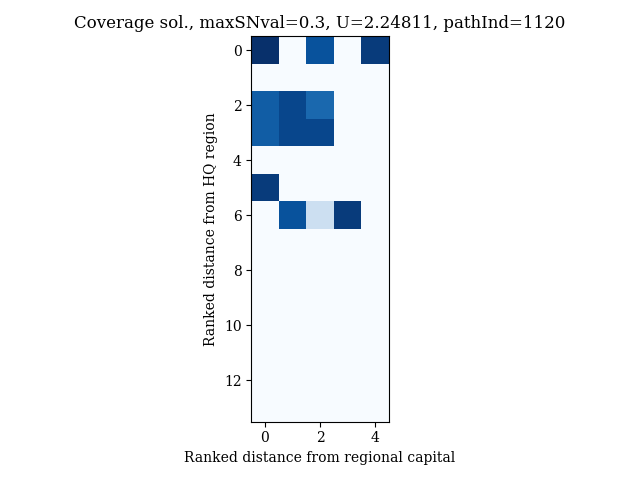 Coverage sol., maxSNval=0.3, U=2.24811, pathInd=1120
0
2
4
6
8
10
12
Ranked distance from HQ region
0 2 4
Ranked distance from regional capital